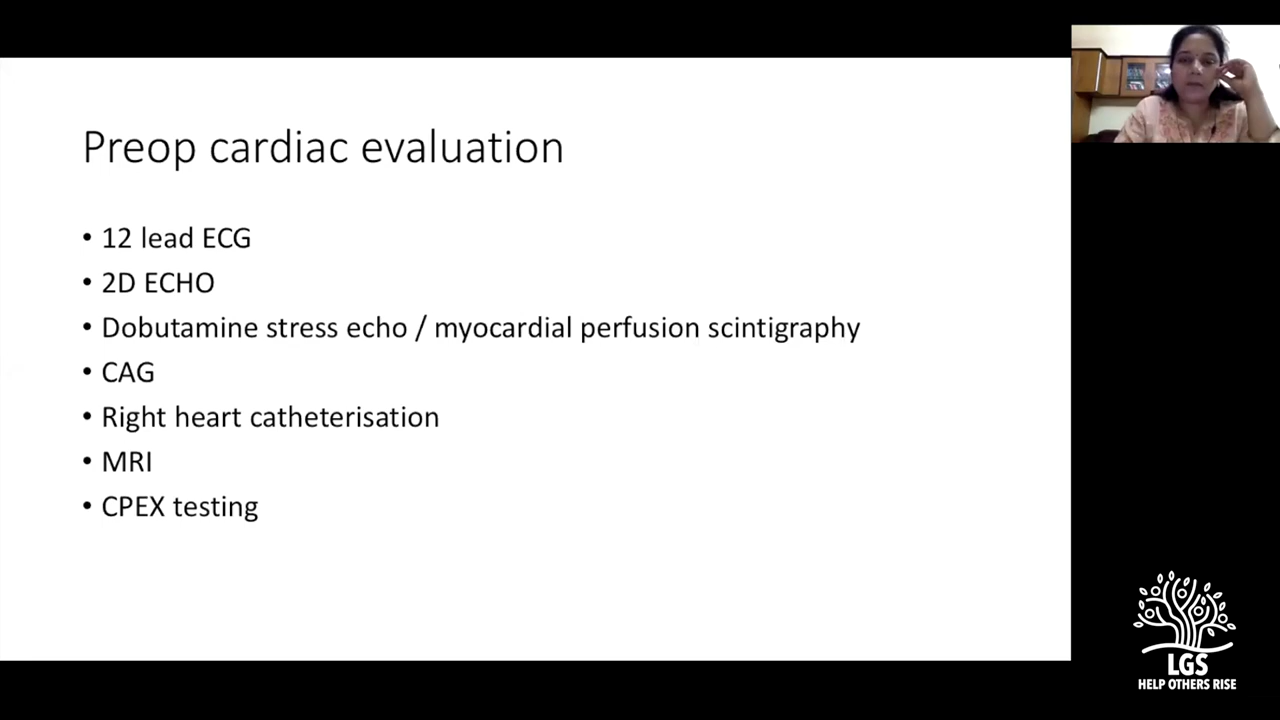 Preop cardiac evaluation
• 12 lead ECG
• 2D ECHO
• Dobutamine stress echo / myocardial perfusion scintigraphy
• CAG
• Right heart catheterisation
• MRI
• CPEX testing
LGS
HELP OTHERS RISE